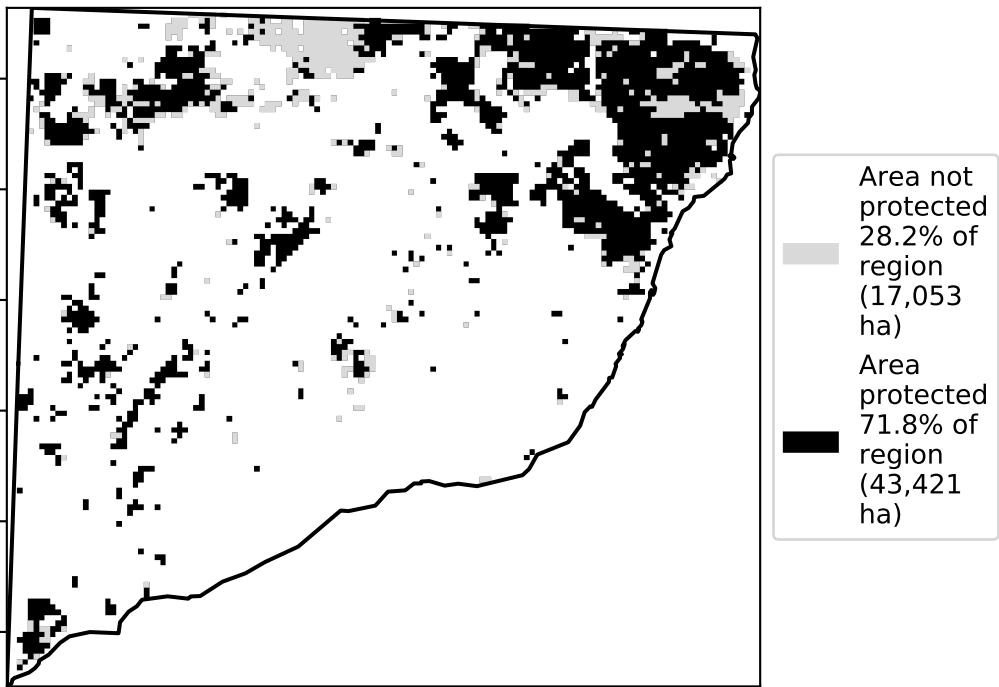 Area not
protected
28.2% of
region
(17,053
ha)
Area
protected
71.8% of
region
(43,421
ha)